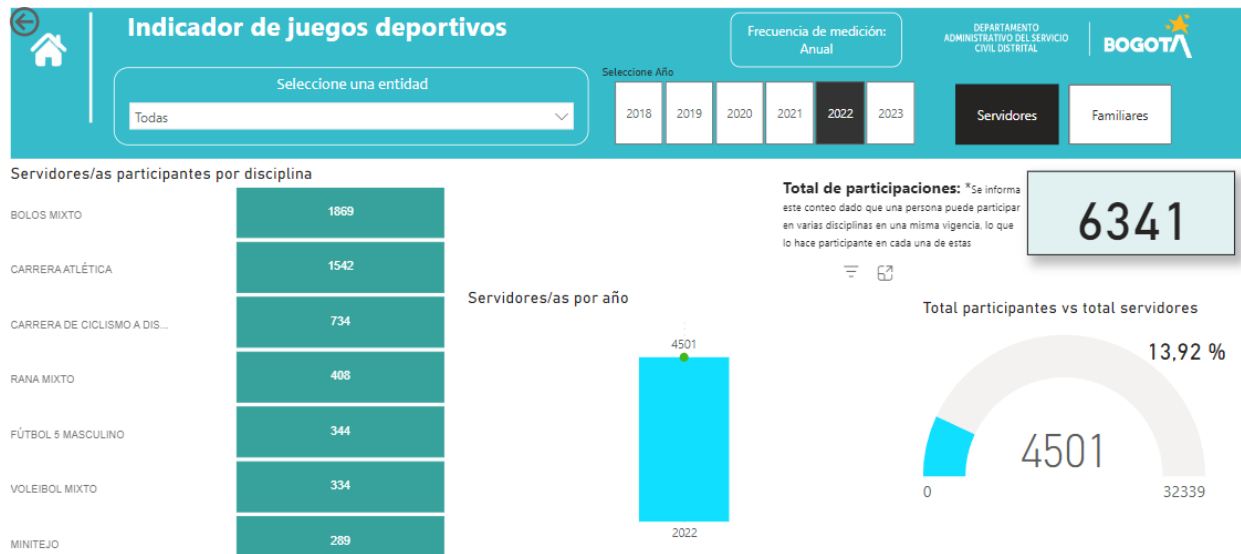 Indicador de juegos deportivos
Frecuencia de medición:
Anual
DEPARTAMENTO
ADMINISTRATIVO DEL SERVICIO
CIVIL DISTRITAL
BOGOTÁ
Seleccione una entidad
Todas
Seleccione Año
2018 2019 2020 2021 2022 2023
Servidores
Familiares
Servidores/as participantes por disciplina
BOLOS MIXTO 1869
CARRERA ATLÉTICA 1542
CARRERA DE CICLISMO A DIS... 734
RANA MIXTO 408
FÚTBOL 5 MASCULINO 344
VOLEIBOL MIXTO 334
MINITEJO 289
Total de participaciones: *Se informa
este conteo dado que una persona puede participar
en varias disciplinas en una misma vigencia, lo que
lo hace participante en cada una de estas
6341
Servidores/as por año
4501
2022
Total participantes vs total servidores
13,92 %
4501
0 32339